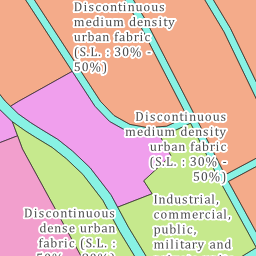 Discontinuous
medium density
urban fabric
(S.L. : 30% -
50%)
Discontinuous
medium density
urban fabric
(S.L. : 30% -
50%)
Industrial,
commercial,
public,
military and
Discontinuous
dense urban
fabric (S.L. :